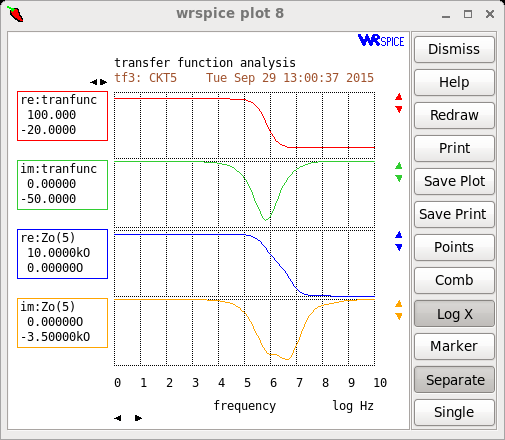 wrspice plot 8
WRSPICE
transfer function analysis
tf3: CKT5 Tue Sep 29 13:00:37 2015
re:tranfunc
100.000
-20.0000
im:tranfunc
0.00000
-50.0000
re:Zo(5)
10.0000kO
0.00000O
im:Zo(5)
0.00000O
-3.50000kO
0 1 2 3 4 5 6 7 8 9 10
frequency log Hz
Dismiss
Help
Redraw
Print
Save Plot
Save Print
Points
Comb
Log X
Marker
Separate
Single